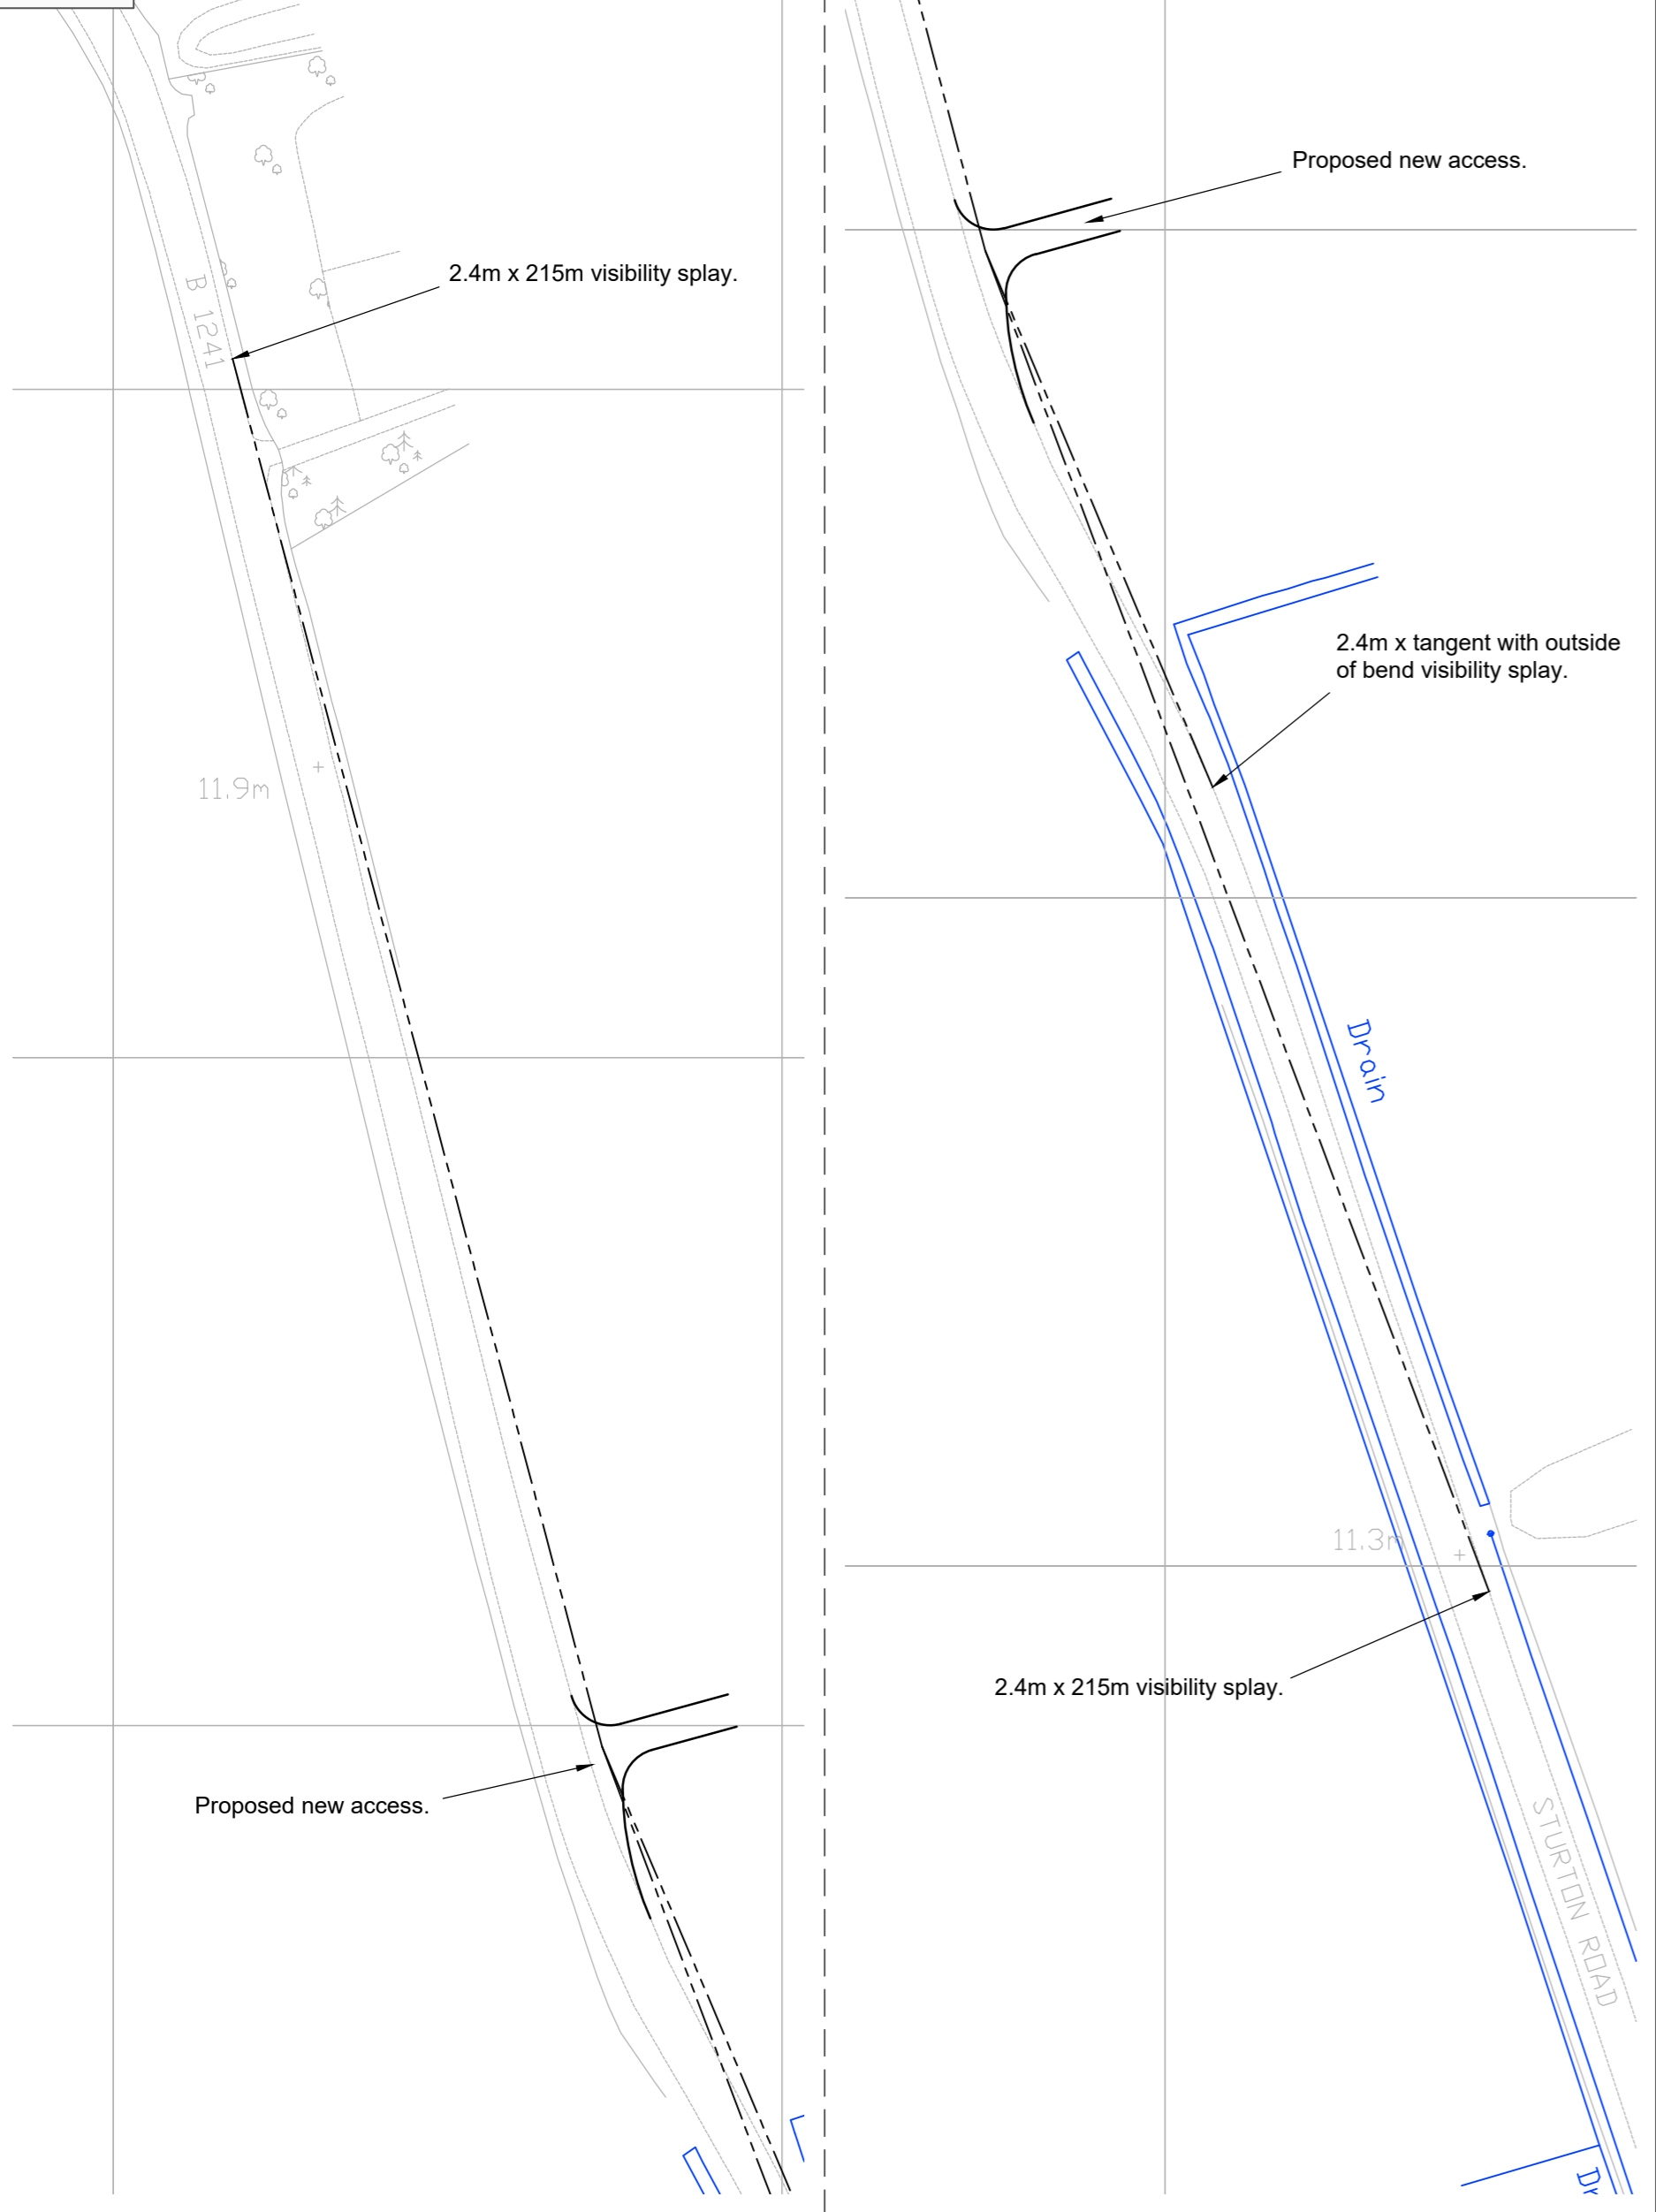 B 1241
2.4m x 215m visibility splay.
11.9m
Proposed new access.
Proposed new access.
2.4m x tangent with outside
of bend visibility splay.
Drain
11.3m
2.4m x 215m visibility splay.
STURTON ROAD
Dr